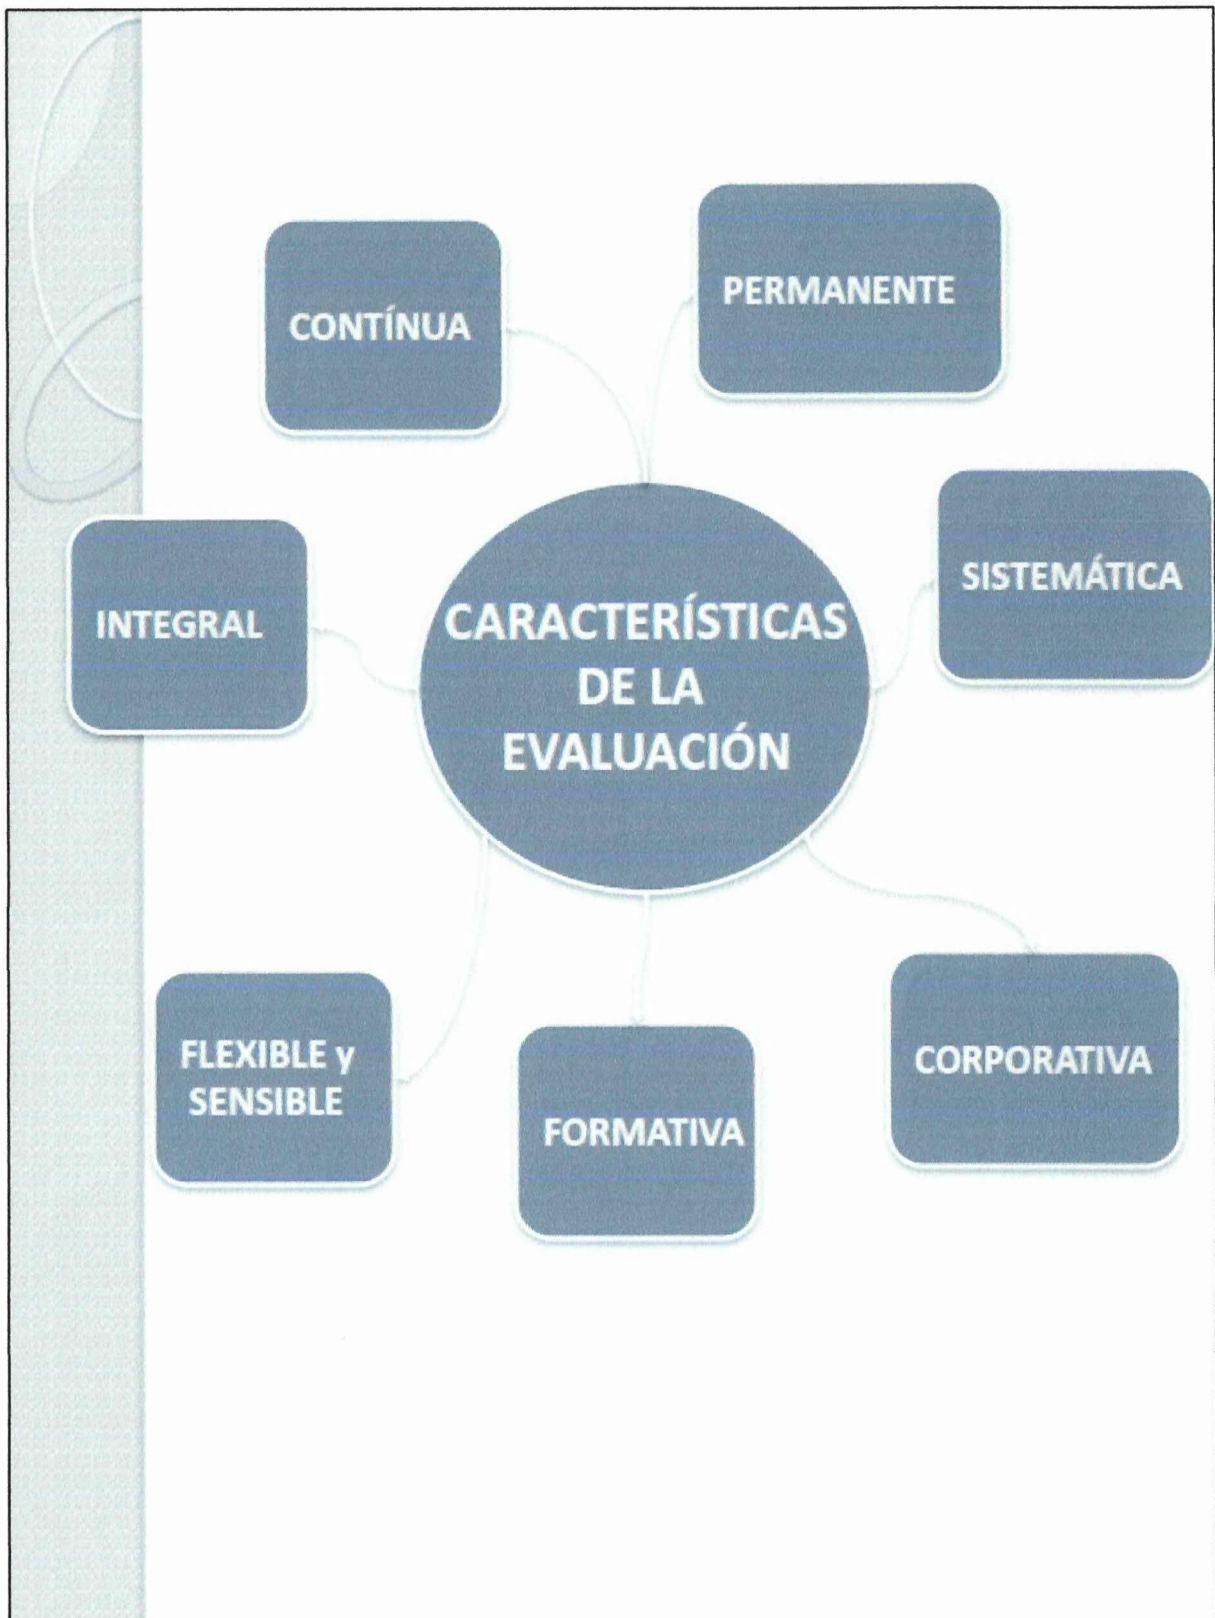 CONTÍNUA
PERMANENTE
INTEGRAL
CARACTERÍSTICAS
DE LA
EVALUACIÓN
SISTEMÁTICA
FLEXIBLE y
SENSIBLE
FORMATIVA
CORPORATIVA